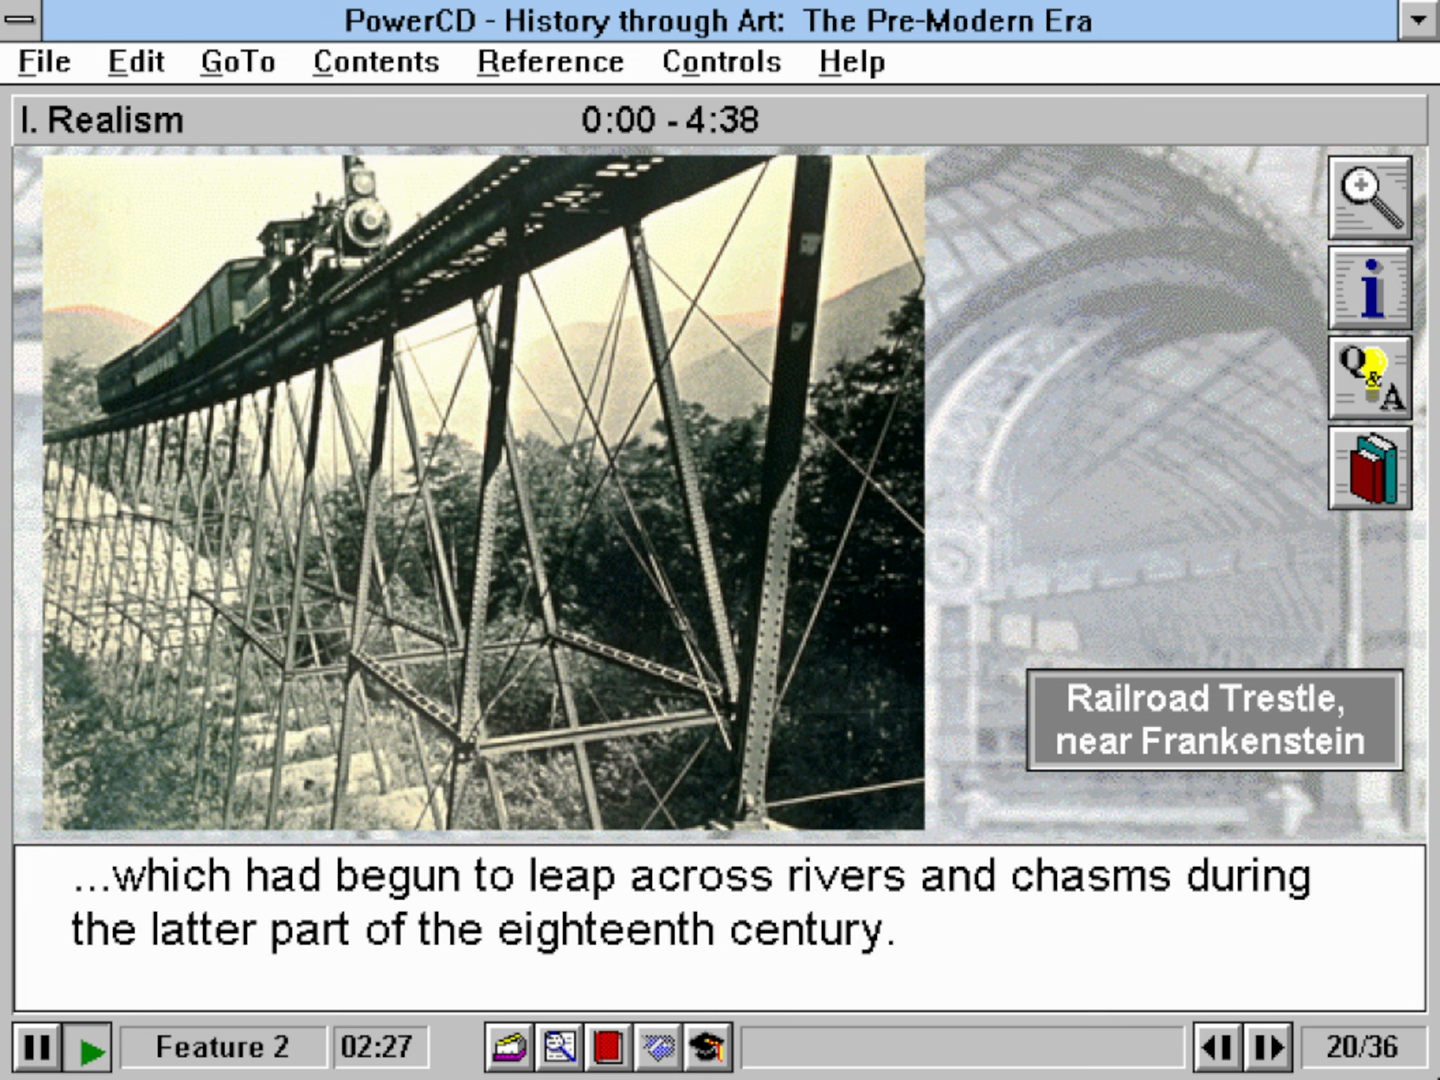 PowerCD - History through Art: The Pre-Modern Era
File Edit GoTo Contents Reference Controls Help
I. Realism 0:00 - 4:38
i
Q & A
Railroad Trestle,
near Frankenstein
...which had begun to leap across rivers and chasms during
the latter part of the eighteenth century.
Feature 2 02:27 20/36